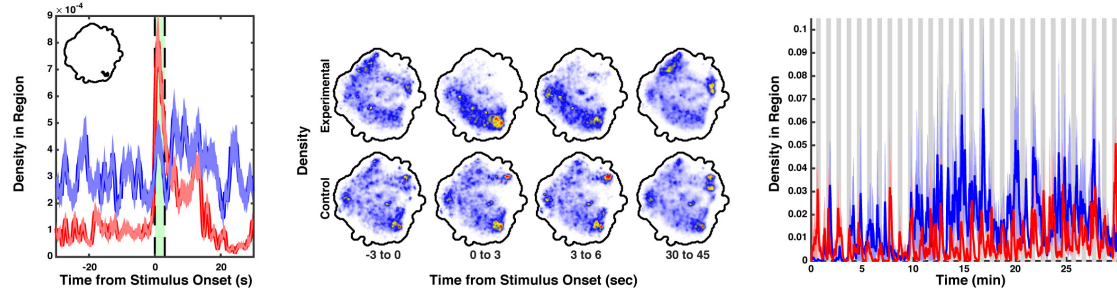 9 × 10⁻⁴
8
7
6
5
4
3
2
1
0
Density in Region
-20 0 20
Time from Stimulus Onset (s)
Density
Experimental
Control
-3 to 0 0 to 3 3 to 6 30 to 45
Time from Stimulus Onset (sec)
0.1
0.09
0.08
0.07
0.06
0.05
0.04
0.03
0.02
0.01
0
Density in Region
0 5 10 15 20 25
Time (min)